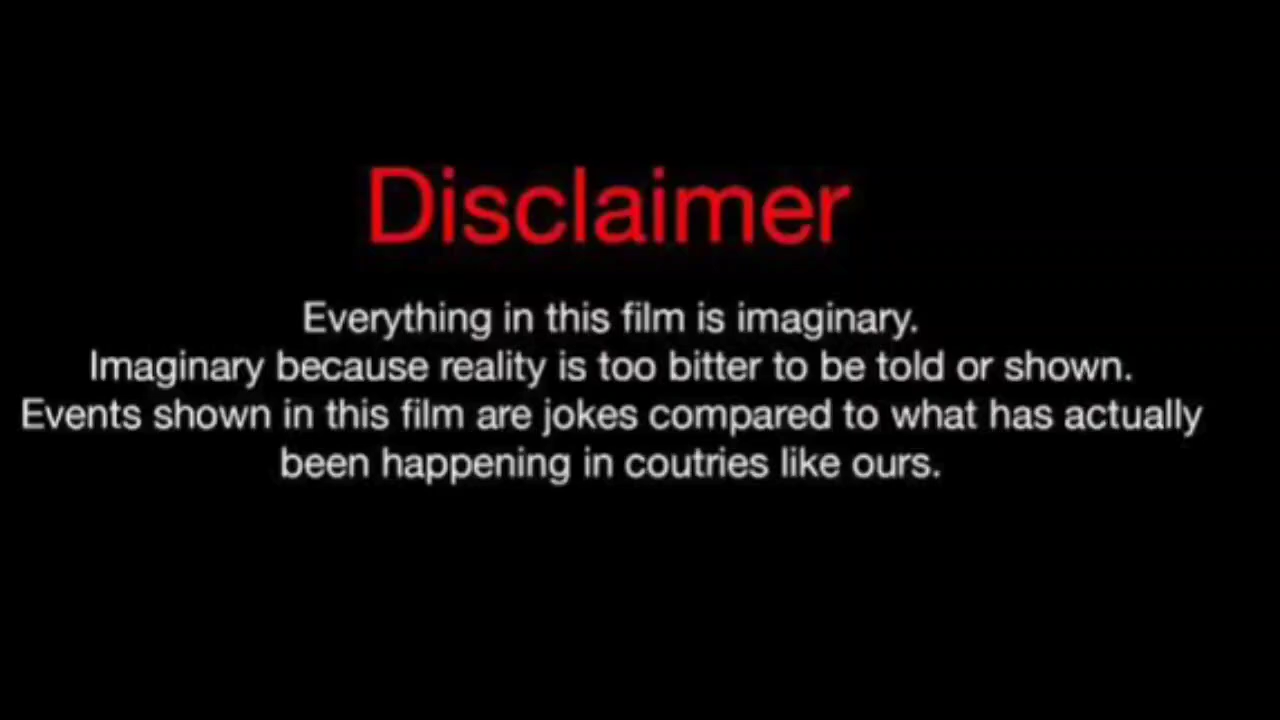 Disclaimer
Everything in this film is imaginary.
Imaginary because reality is too bitter to be told or shown.
Events shown in this film are jokes compared to what has actually
been happening in coutries like ours.